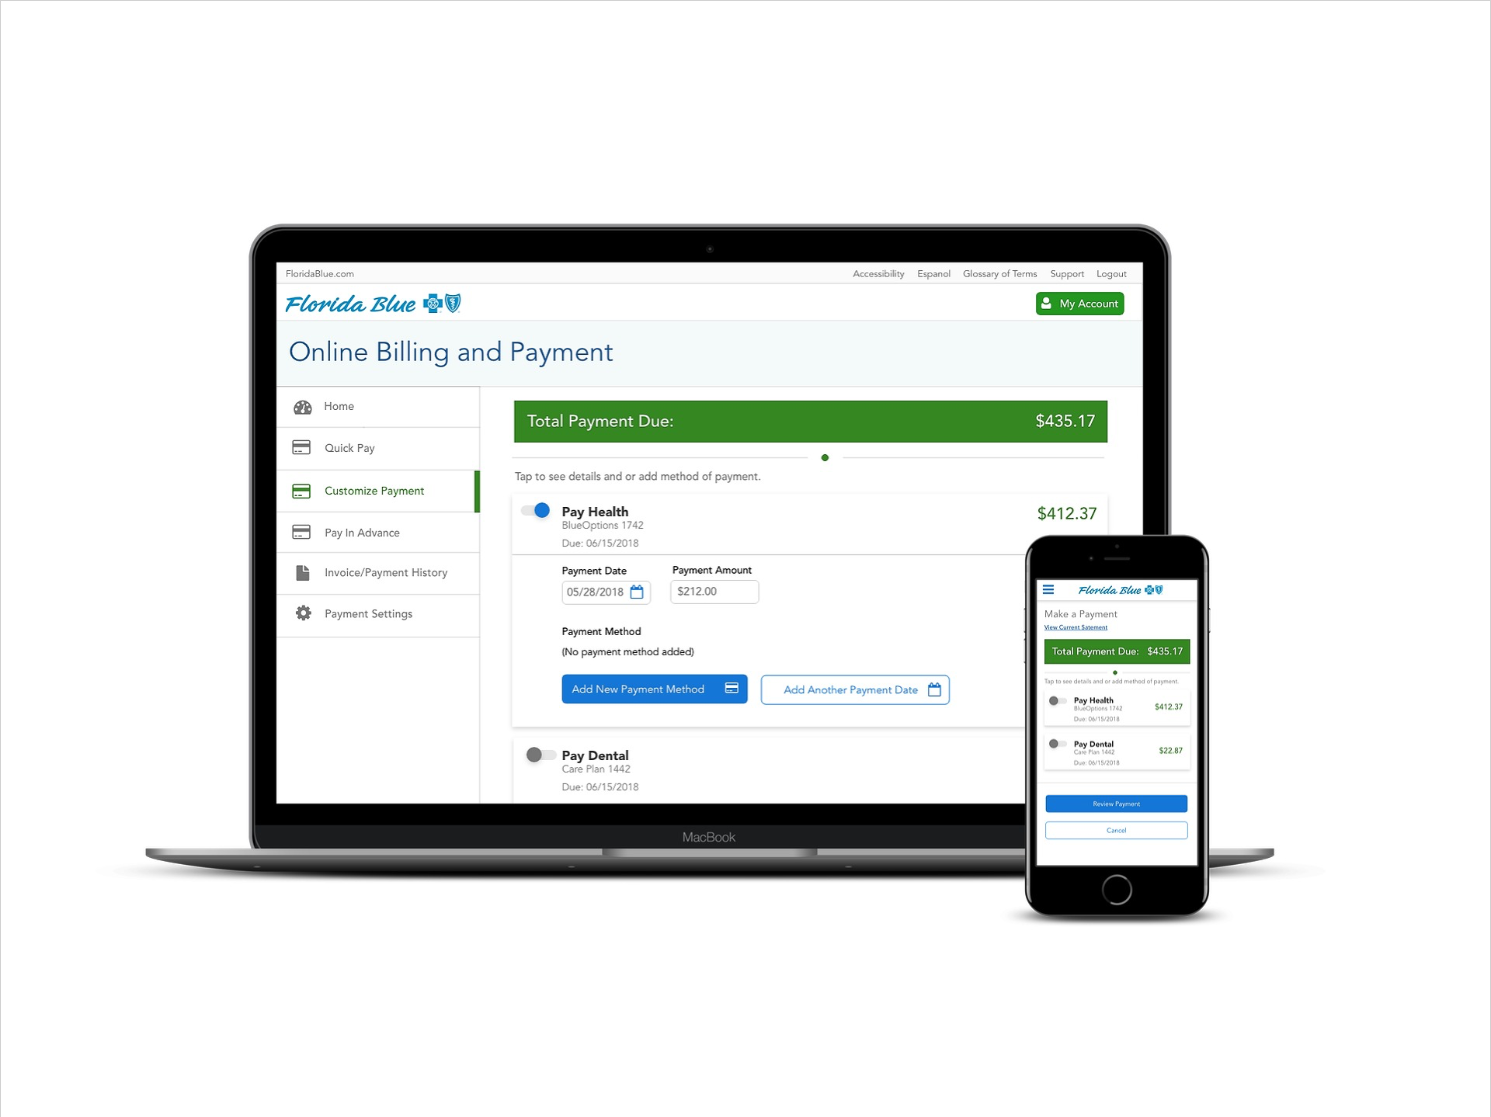 FloridaBlue.com
Accessibility Espanol Glossary of Terms Support Logout
Florida Blue
My Account
Online Billing and Payment
Home
Quick Pay
Customize Payment
Pay In Advance
Invoice/Payment History
Payment Settings
Total Payment Due: $435.17
Tap to see details and or add method of payment.
Pay Health $412.37
BlueOptions 1742
Due: 06/15/2018
Payment Date Payment Amount
05/28/2018 $212.00
Payment Method
(No payment method added)
Add New Payment Method Add Another Payment Date
Pay Dental
Care Plan 1442
Due: 06/15/2018
MacBook
Florida Blue
Make a Payment
View Current Satement
Total Payment Due: $435.17
Tap to see details and or add method of payment.
Pay Health
BlueOptions 1742 $412.37
Due: 06/15/2018
Pay Dental
Care Plan 1442 $22.87
Due: 06/15/2018
Review Payment
Cancel